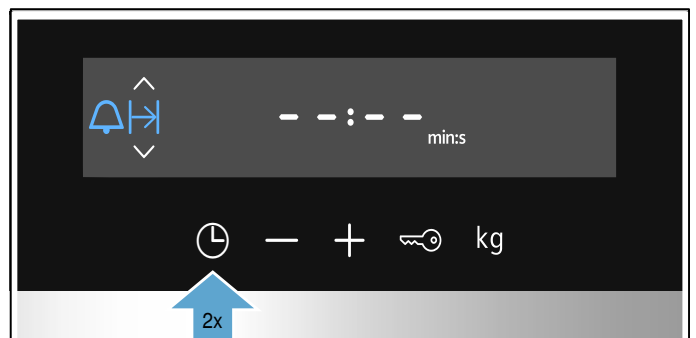 – –:– –
min:s
kg
2x